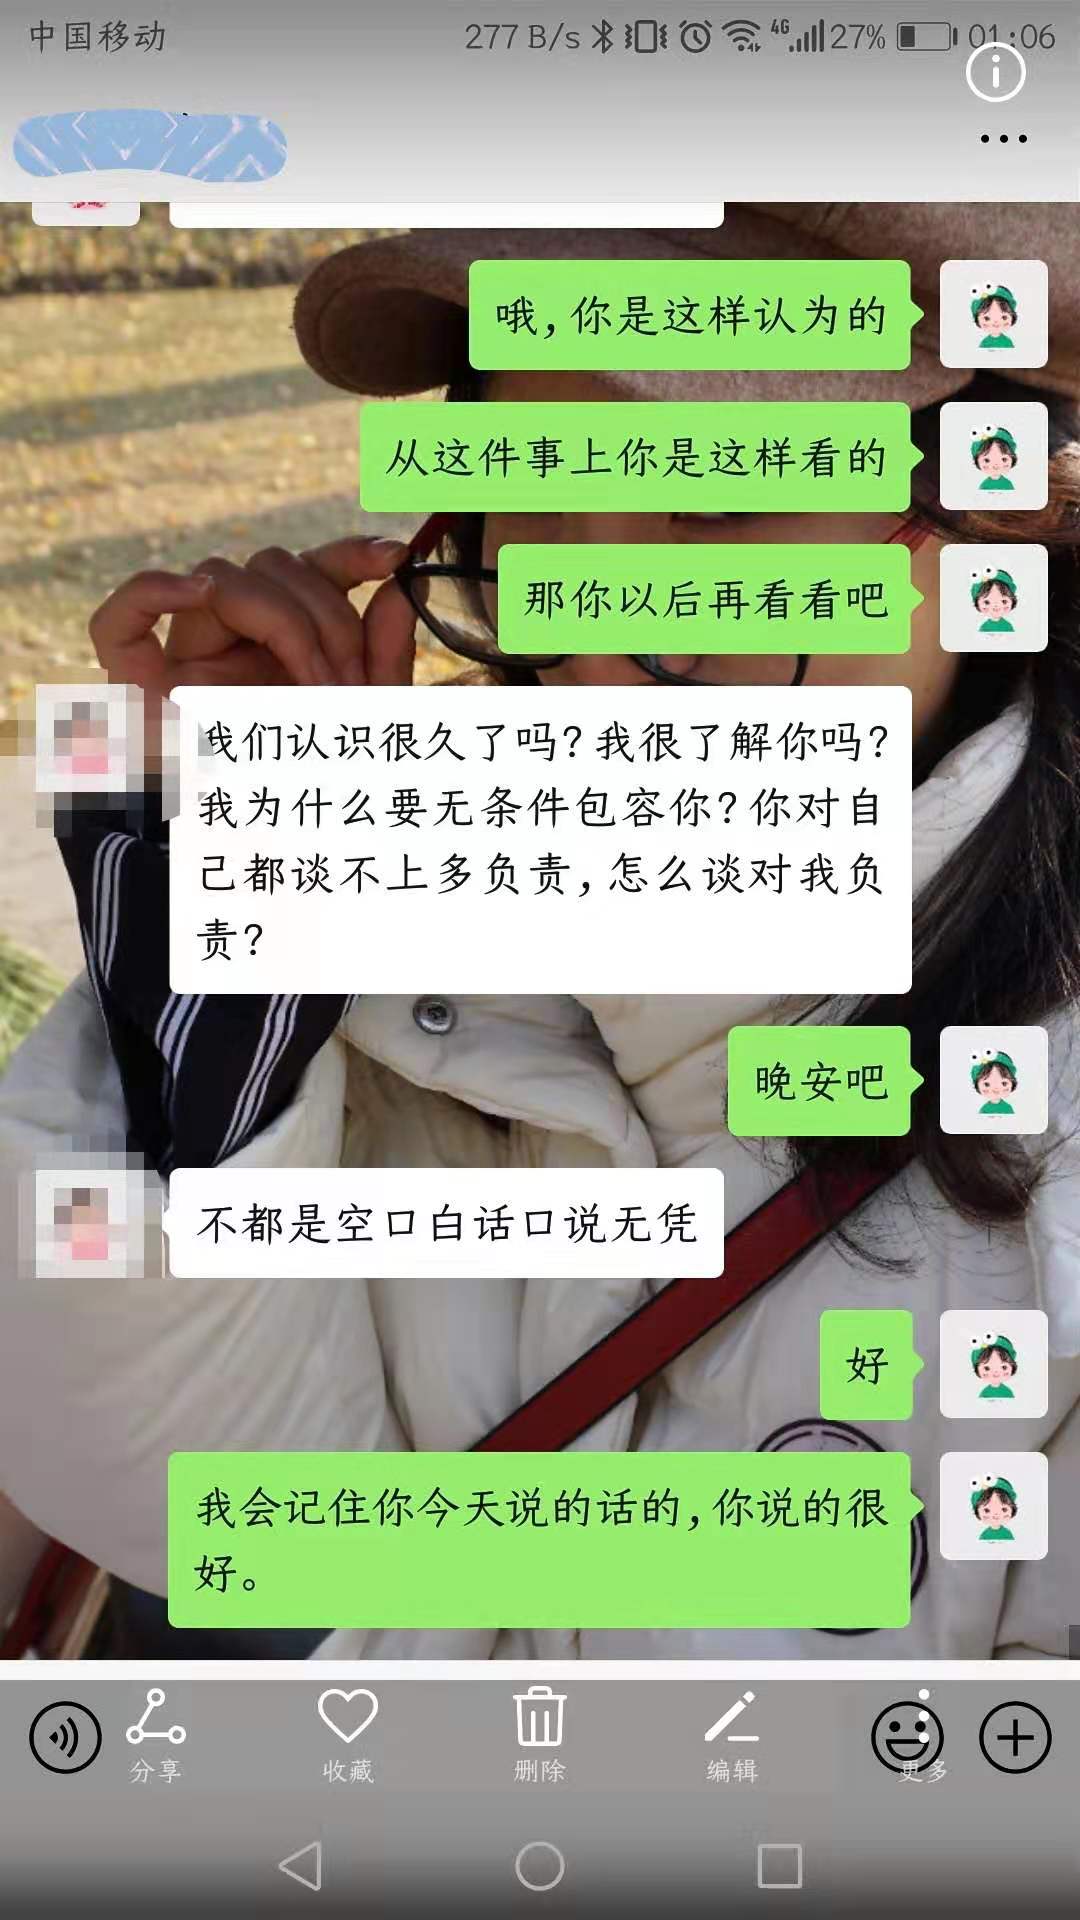 中国移动 277 B/s 4G 27% 01:06
哦,你是这样认为的
从这件事上你是这样看的
那你以后再看看吧
我们认识很久了吗?我很了解你吗?
我为什么要无条件包容你?你对自
己都谈不上多负责,怎么谈对我负
责?
晚安吧
不都是空口白话口说无凭
好
我会记住你今天说的话的,你说的很
好。
分享 收藏 删除 编辑 更多